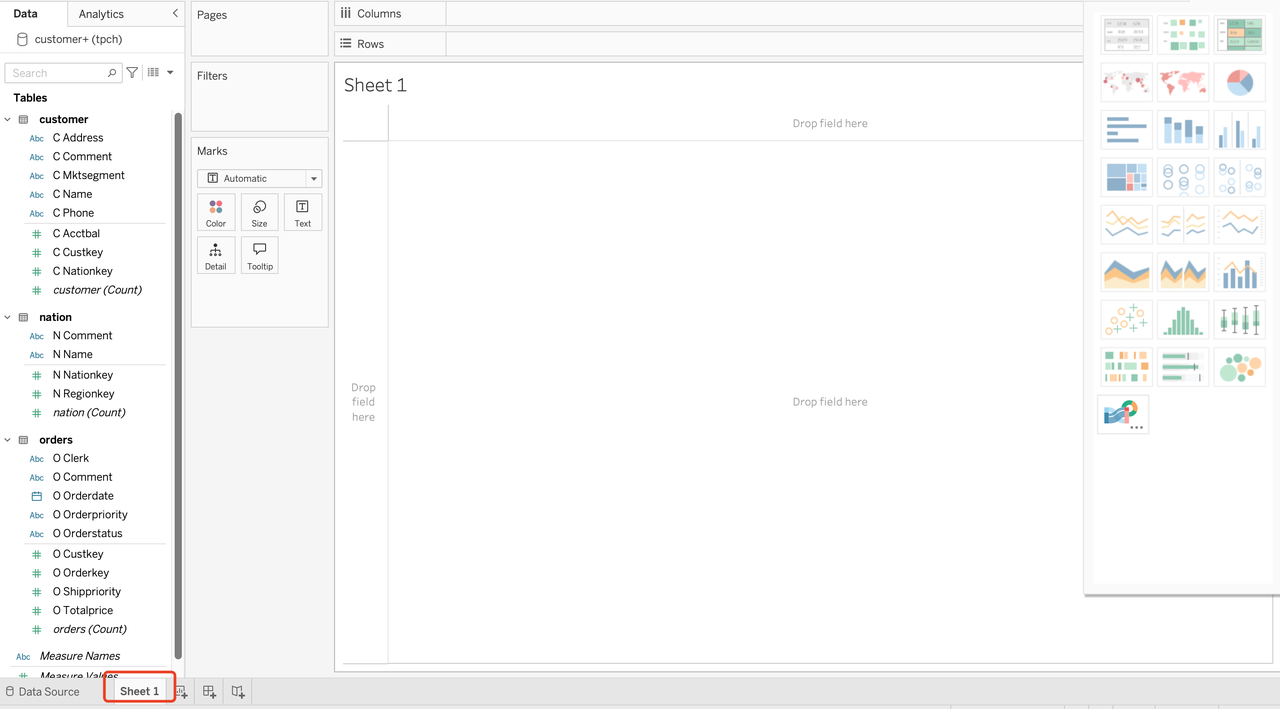 Data
Analytics
customer+ (tpch)
Search
Tables
customer
Abc C Address
Abc C Comment
Abc C Mktsegment
Abc C Name
Abc C Phone
C Acctbal
C Custkey
C Nationkey
customer (Count)
nation
Abc N Comment
Abc N Name
N Nationkey
N Regionkey
nation (Count)
orders
Abc O Clerk
Abc O Comment
O Orderdate
Abc O Orderpriority
Abc O Orderstatus
O Custkey
O Orderkey
O Shippriority
O Totalprice
orders (Count)
Abc Measure Names
Measure Values
Pages
Filters
Marks
Automatic
Color
Size
Text
Detail
Tooltip
Columns
Rows
Sheet 1
Drop field here
Drop
field
here
Drop field here
Data Source
Sheet 1